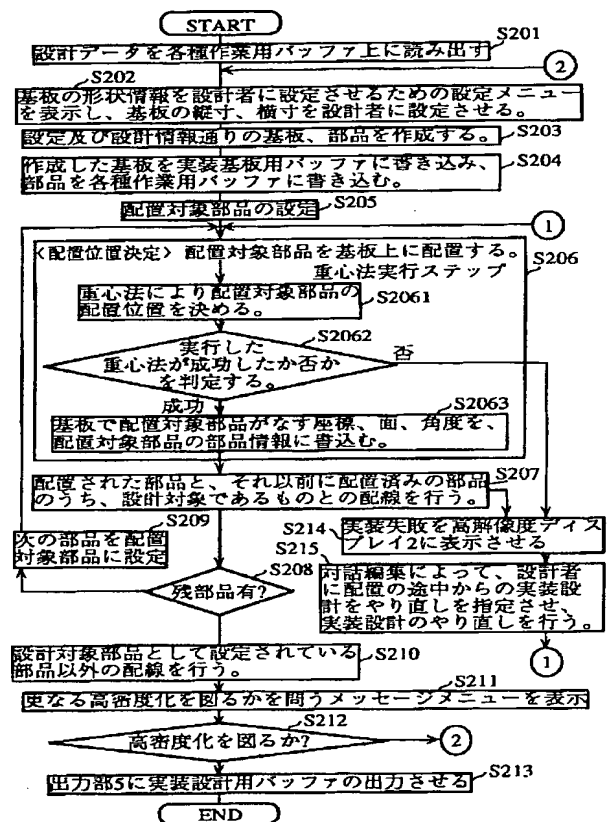 START
設計データを各種作業用バッファ上に読み出す
S201
②
S202
基板の形状情報を設計者に設定させるための設定メニュー
を表示し、基板の縦寸、横寸を設計者に設定させる。
設定及び設計情報通りの基板、部品を作成する。
S203
作成した基板を実装基板用バッファに書き込み、
部品を各種作業用バッファに書き込む。
S204
配置対象部品の設定
S205
①
<配置位置決定> 配置対象部品を基板上に配置する。
S206
重心法実行ステップ
重心法により配置対象部品の
配置位置を決める。
S2061
S2062
実行した
重心法が成功したか否か
を判定する。
否
成功
S2063
基板で配置対象部品がなす座標、面、角度を、
配置対象部品の部品情報に書込む。
配置された部品と、それ以前に配置済みの部品
のうち、設計対象であるものとの配線を行う。
S207
S209
次の部品を配置
対象部品に設定
S214
実装失敗を高解像度ディス
プレイ2に表示させる
S215
対話編集によって、設計者
に配置の途中からの実装設
計をやり直しを指定させ、
実装設計のやり直しを行う。
①
S208
残部品有?
設計対象部品として設定されている
部品以外の配線を行う。
S210
S211
更なる高密度化を図るかを問うメッセージメニューを表示
S212
高密度化を図るか?
②
出力部5に実装設計用バッファの出力させる
S213
END